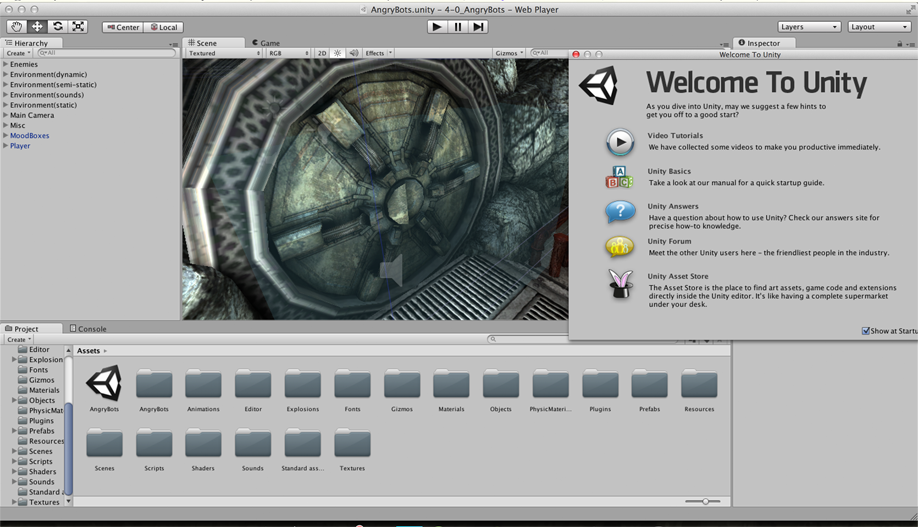 AngryBots.unity - 4-0_AngryBots - Web Player
Center Local Layers Layout
Hierarchy
Create All
Enemies
Environment(dynamic)
Environment(semi-static)
Environment(sounds)
Environment(static)
Main Camera
Misc
MoodBoxes
Player
Scene Game
Textured RGB 2D Effects Gizmos All
Inspector
Welcome To Unity
Welcome To Unity
As you dive into Unity, may we suggest a few hints to
get you off to a good start?
Video Tutorials
We have collected some videos to make you productive immediately.
Unity Basics
Take a look at our manual for a quick startup guide.
Unity Answers
Have a question about how to use Unity? Check our answers site for
precise how-to knowledge.
Unity Forum
Meet the other Unity users here - the friendliest people in the industry.
Unity Asset Store
The Asset Store is the place to find art assets, game code and extensions
directly inside the Unity editor. It's like having a complete supermarket
under your desk.
Show at Startu
Project Console
Create
Editor
Explosion
Fonts
Gizmos
Materials
Objects
PhysicMat
Plugins
Prefabs
Resources
Scenes
Scripts
Shaders
Sounds
Standard a
Textures
Assets
AngryBots AngryBots Animations Editor Explosions Fonts Gizmos Materials Objects PhysicMateri... Plugins Prefabs Resources
Scenes Scripts Shaders Sounds Standard ass... Textures